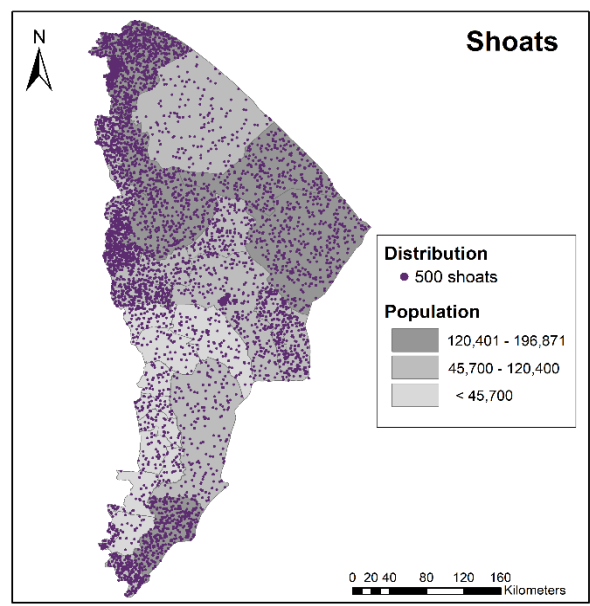 Shoats
N
Distribution
500 shoats
Population
120,401 - 196,871
45,700 - 120,400
< 45,700
0 20 40 80 120 160
Kilometers